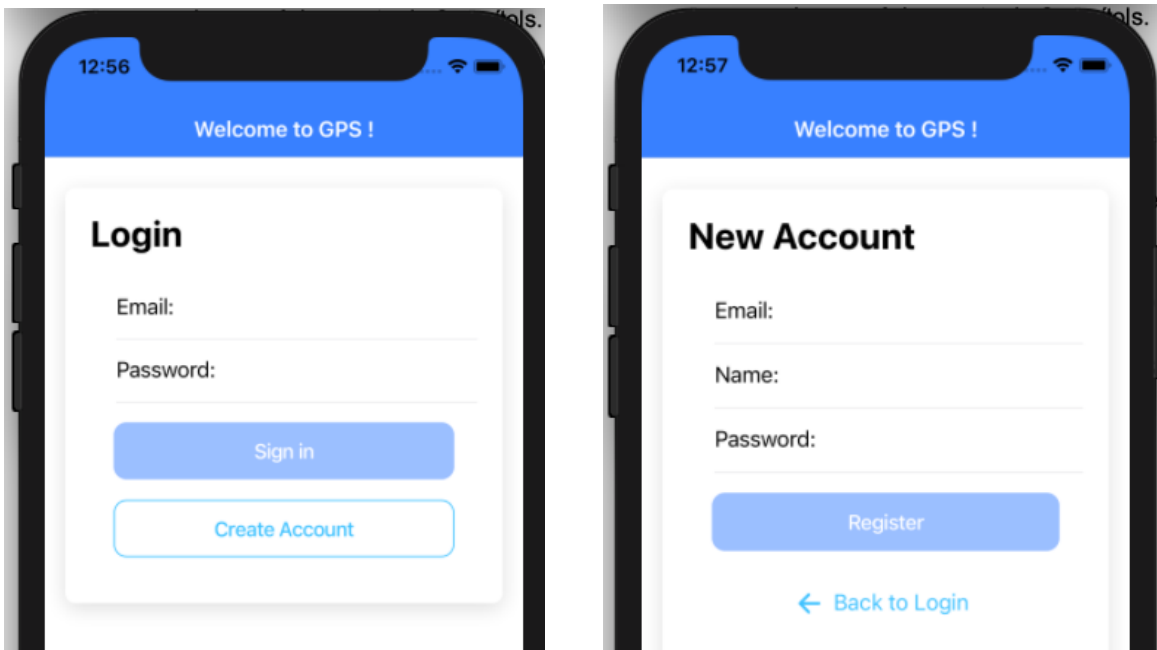 12:56
Welcome to GPS !
Login
Email:
Password:
Sign in
Create Account
12:57
Welcome to GPS !
New Account
Email:
Name:
Password:
Register
← Back to Login